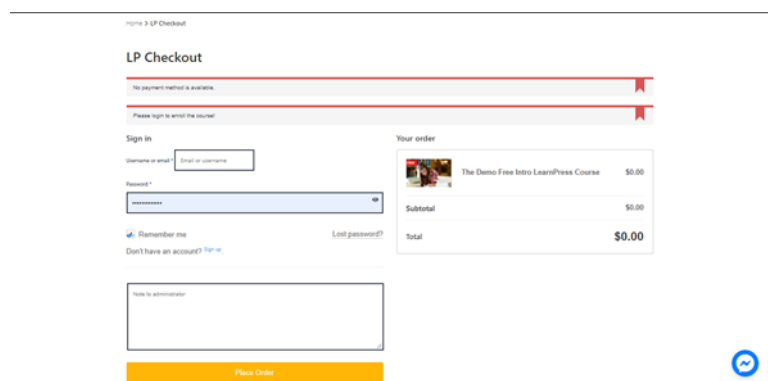 Home > LP Checkout
LP Checkout
No payment method is available.
Please login to enroll the course!
Sign in
Username or email *
Email or username
Password *
Remember me
Lost password?
Don't have an account? Sign up
Note to administrator
Place Order
Your order
The Demo Free Intro LearnPress Course $0.00
Subtotal $0.00
Total $0.00